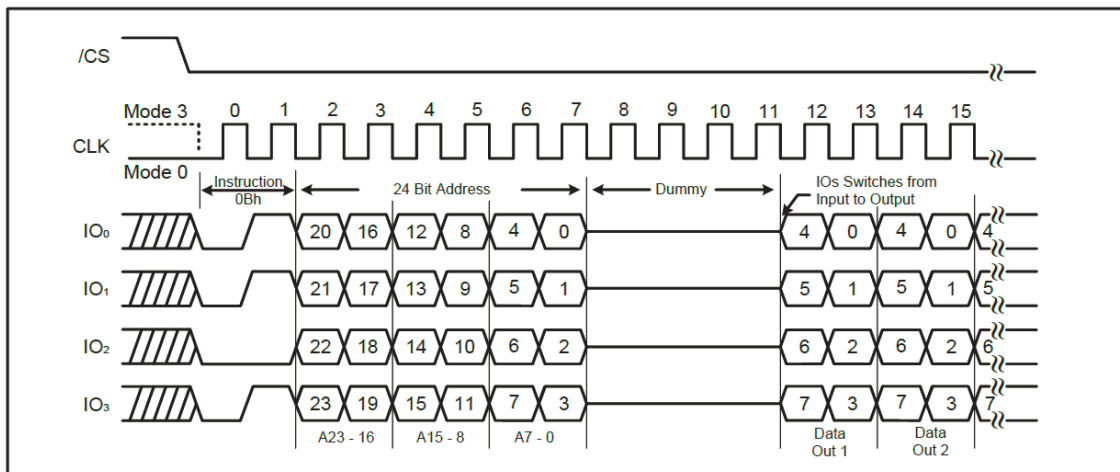 /CS
Mode 3 0 1 2 3 4 5 6 7 8 9 10 11 12 13 14 15
CLK
Mode 0
Instruction
0Bh
24 Bit Address
Dummy
IOs Switches from
Input to Output
IO₀ 20 16 12 8 4 0 4 0 4 0 4
IO₁ 21 17 13 9 5 1 5 1 5 1 5
IO₂ 22 18 14 10 6 2 6 2 6 2 6
IO₃ 23 19 15 11 7 3 7 3 7 3 7
A23 - 16 A15 - 8 A7 - 0
Data
Out 1
Data
Out 2